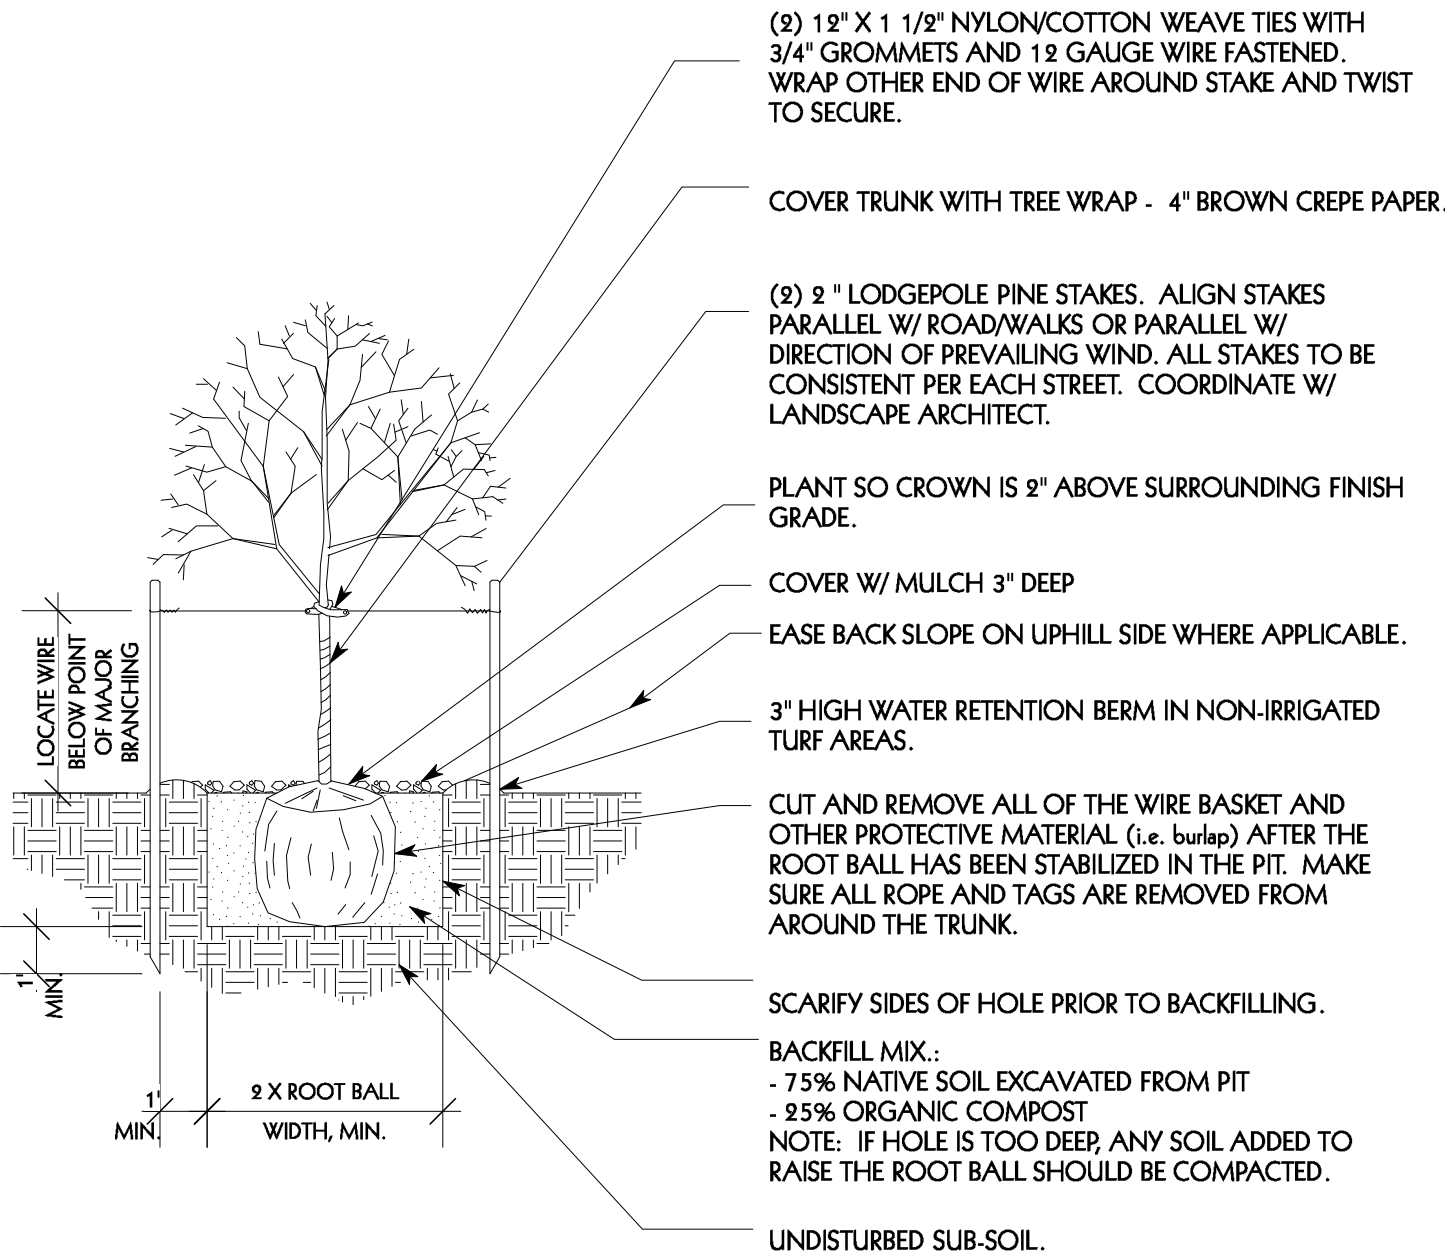 (2) 12" X 1 1/2" NYLON/COTTON WEAVE TIES WITH
3/4" GROMMETS AND 12 GAUGE WIRE FASTENED.
WRAP OTHER END OF WIRE AROUND STAKE AND TWIST
TO SECURE.
COVER TRUNK WITH TREE WRAP - 4" BROWN CREPE PAPER.
(2) 2 " LODGEPOLE PINE STAKES. ALIGN STAKES
PARALLEL W/ ROAD/WALKS OR PARALLEL W/
DIRECTION OF PREVAILING WIND. ALL STAKES TO BE
CONSISTENT PER EACH STREET. COORDINATE W/
LANDSCAPE ARCHITECT.
PLANT SO CROWN IS 2" ABOVE SURROUNDING FINISH
GRADE.
COVER W/ MULCH 3" DEEP
EASE BACK SLOPE ON UPHILL SIDE WHERE APPLICABLE.
3" HIGH WATER RETENTION BERM IN NON-IRRIGATED
TURF AREAS.
CUT AND REMOVE ALL OF THE WIRE BASKET AND
OTHER PROTECTIVE MATERIAL (i.e. burlap) AFTER THE
ROOT BALL HAS BEEN STABILIZED IN THE PIT. MAKE
SURE ALL ROPE AND TAGS ARE REMOVED FROM
AROUND THE TRUNK.
SCARIFY SIDES OF HOLE PRIOR TO BACKFILLING.
BACKFILL MIX.:
- 75% NATIVE SOIL EXCAVATED FROM PIT
- 25% ORGANIC COMPOST
NOTE: IF HOLE IS TOO DEEP, ANY SOIL ADDED TO
RAISE THE ROOT BALL SHOULD BE COMPACTED.
UNDISTURBED SUB-SOIL.
LOCATE WIRE
BELOW POINT
OF MAJOR
BRANCHING
1'
MIN.
1'
MIN.
2 X ROOT BALL
WIDTH, MIN.